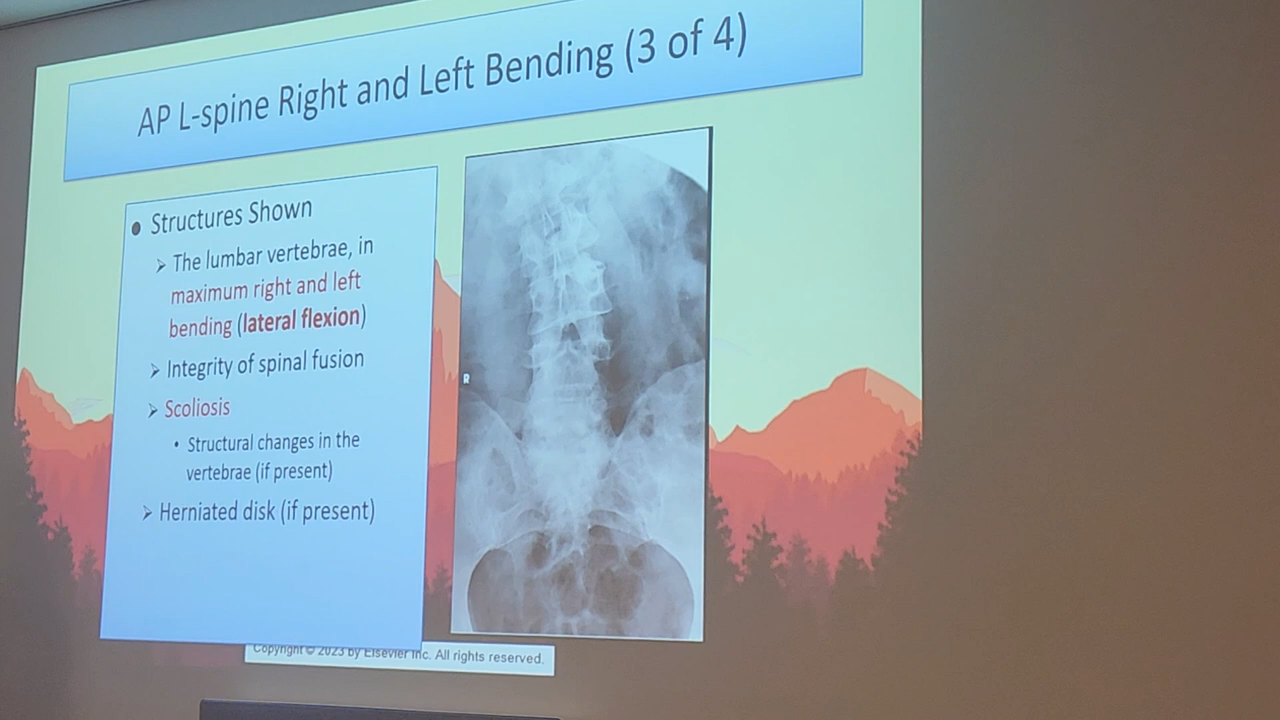 AP L-spine Right and Left Bending (3 of 4)
● Structures Shown
➢ The lumbar vertebrae, in
maximum right and left
bending (lateral flexion)
➢ Integrity of spinal fusion
➢ Scoliosis
• Structural changes in the
vertebrae (if present)
➢ Herniated disk (if present)
R
Copyright © 2023 by Elsevier Inc. All rights reserved.